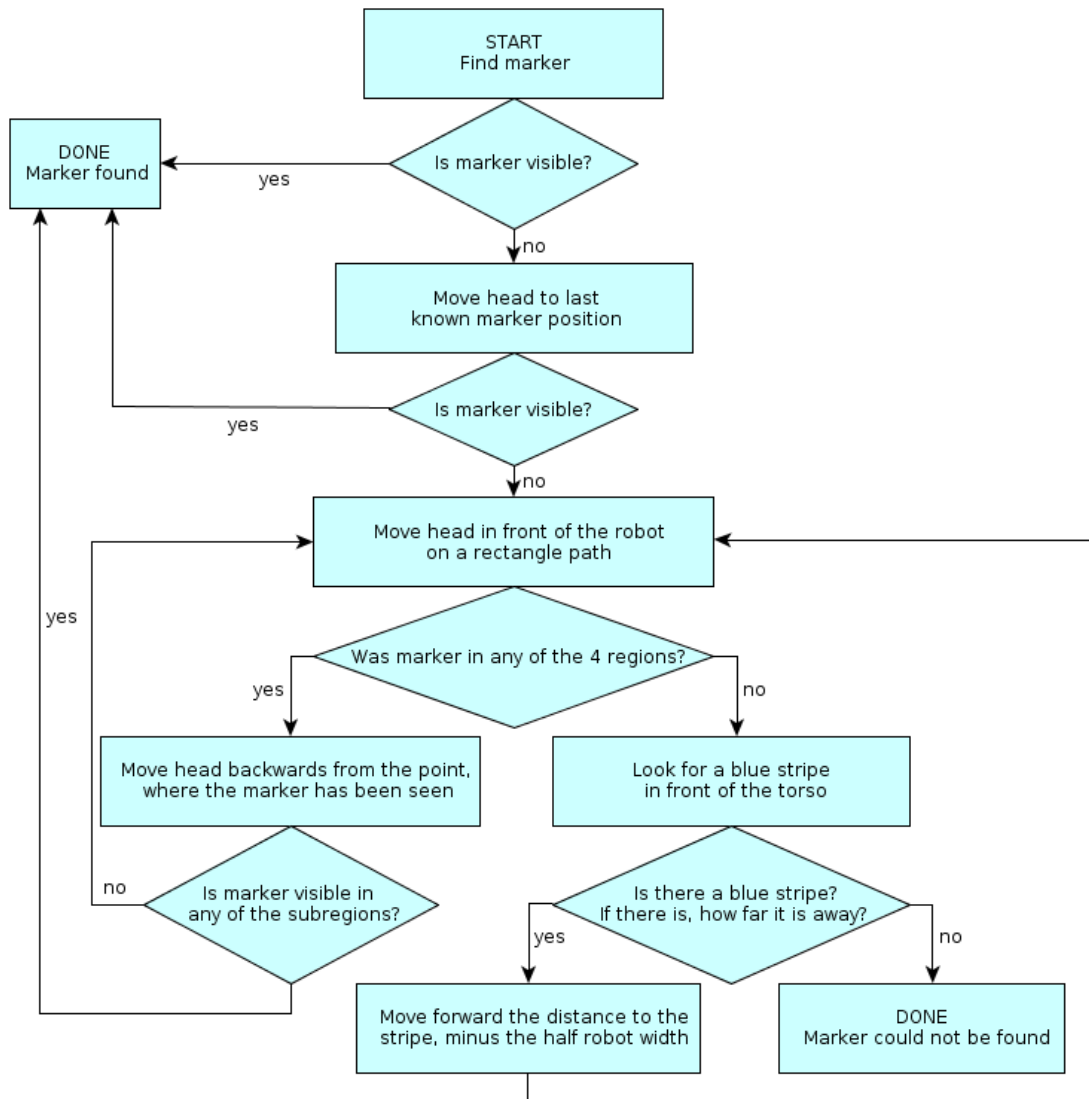 START
Find marker
DONE
Marker found
Is marker visible?
yes
no
Move head to last
known marker position
Is marker visible?
yes
no
Move head in front of the robot
on a rectangle path
yes
Was marker in any of the 4 regions?
yes
no
Move head backwards from the point,
where the marker has been seen
Look for a blue stripe
in front of the torso
no
Is marker visible in
any of the subregions?
Is there a blue stripe?
If there is, how far it is away?
yes
no
Move forward the distance to the
stripe, minus the half robot width
DONE
Marker could not be found